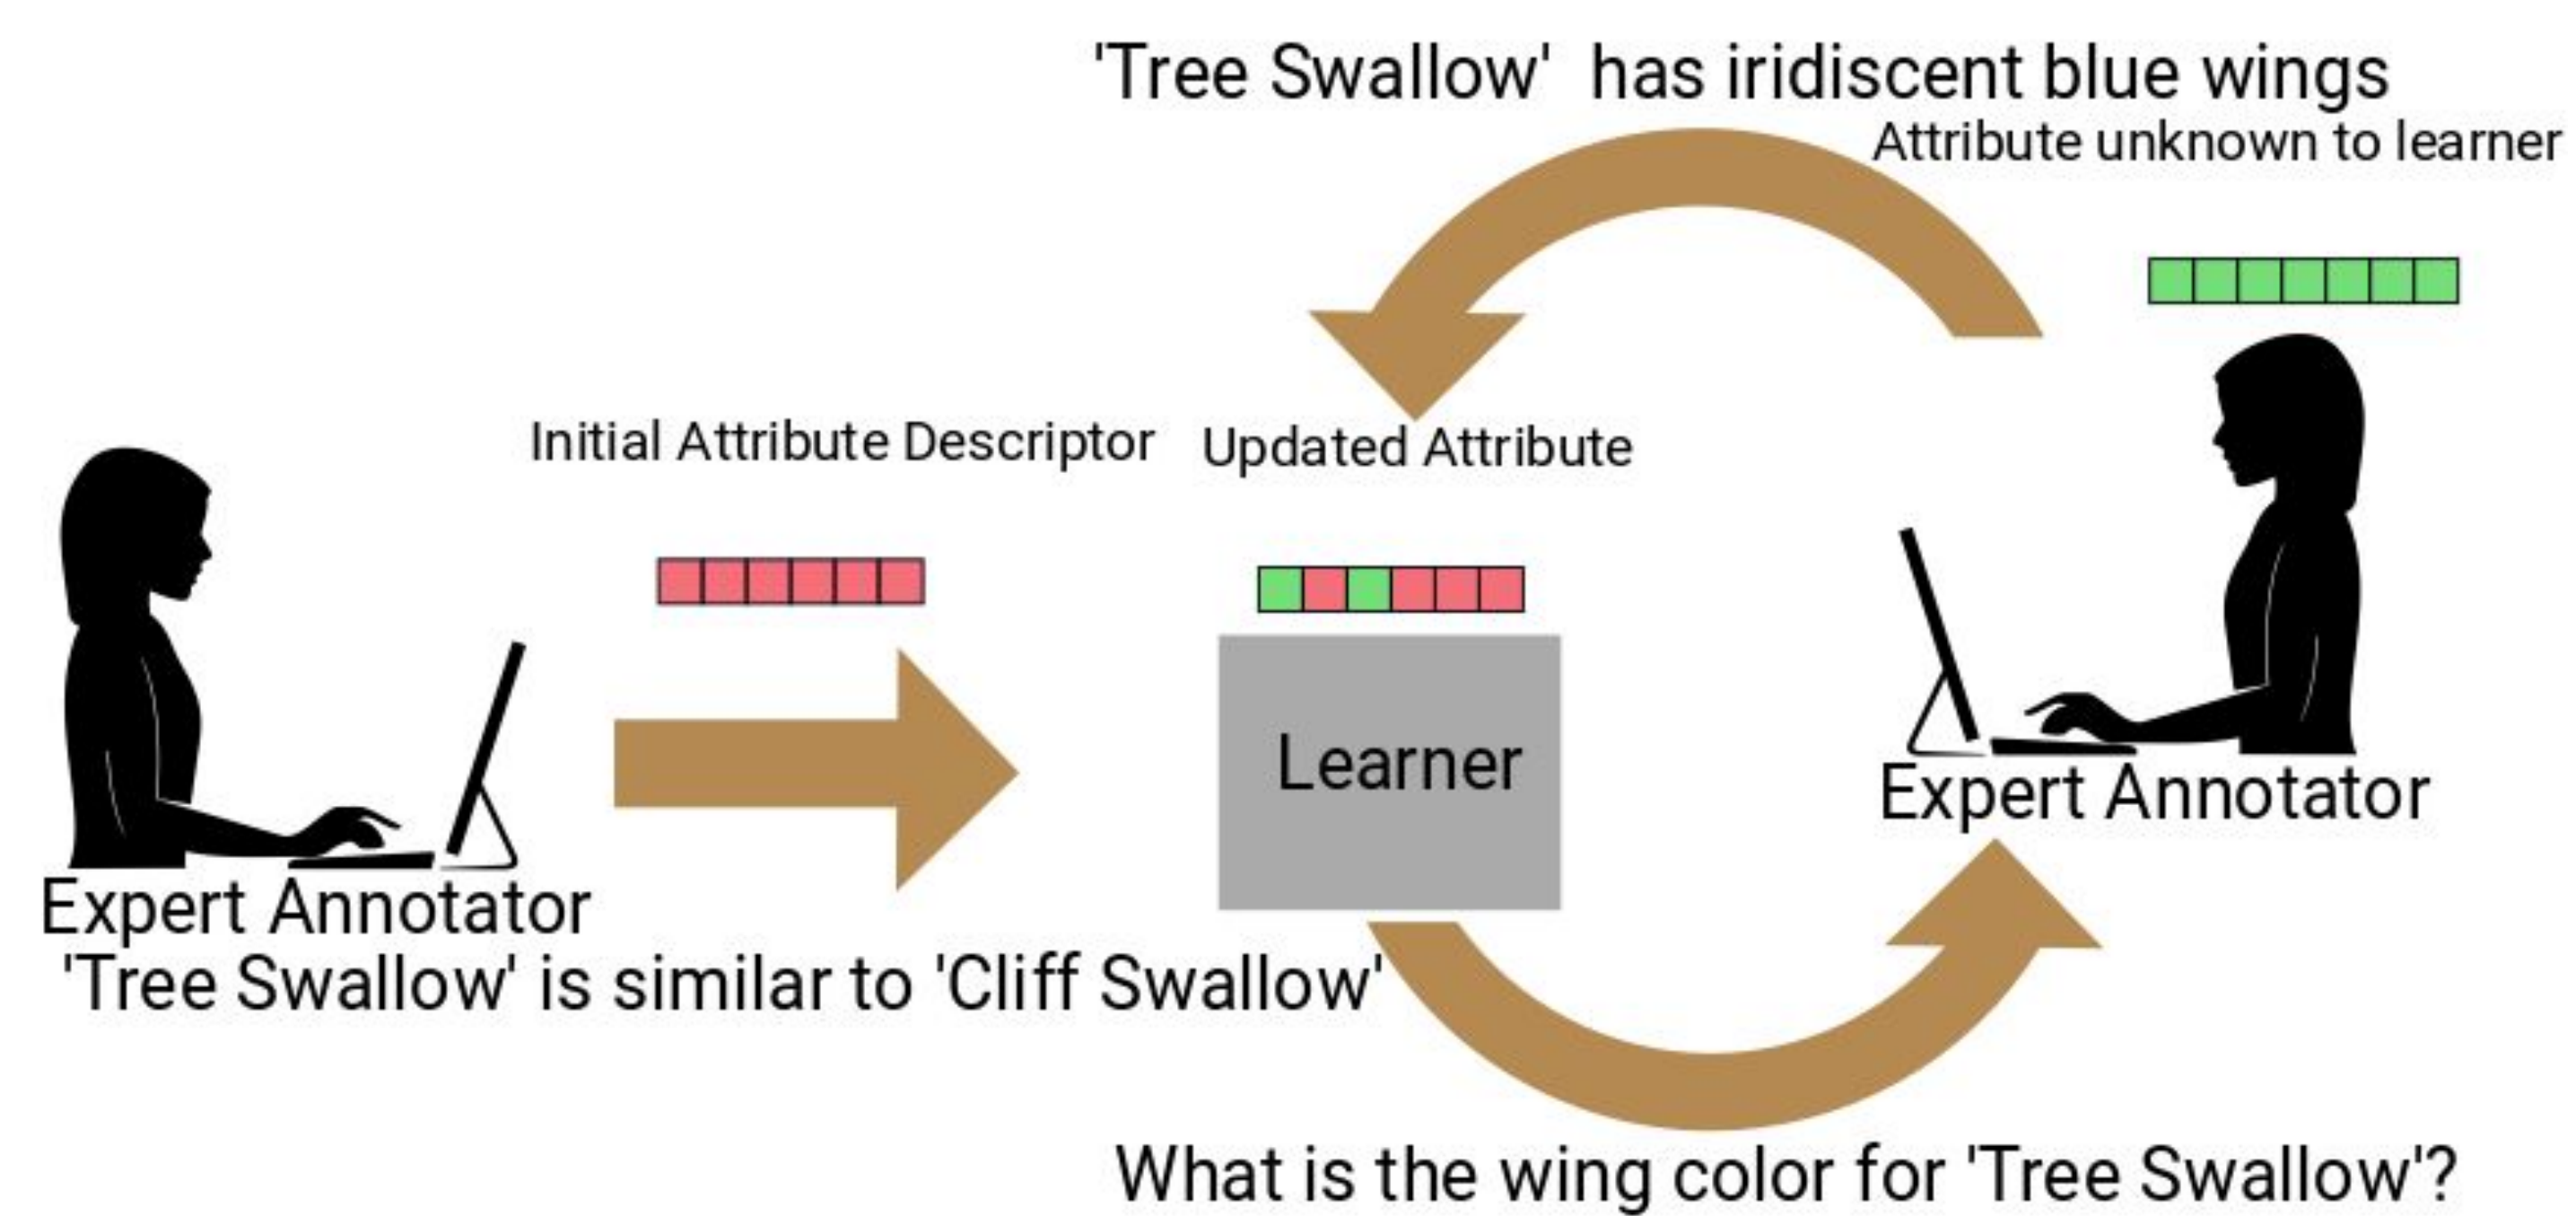 'Tree Swallow' has iridiscent blue wings
Attribute unknown to learner
Initial Attribute Descriptor
Updated Attribute
Learner
Expert Annotator
Expert Annotator
'Tree Swallow' is similar to 'Cliff Swallow'
What is the wing color for 'Tree Swallow'?